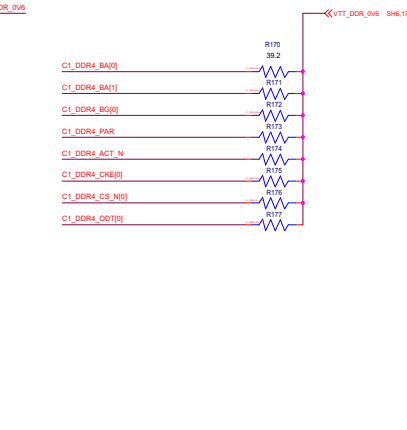 DR_0V6
VTT_DDR_0V6 SH6,17
R170
39.2
C1_DDR4_BA[0]
R171
C1_DDR4_BA[1]
R172
C1_DDR4_BG[0]
R173
C1_DDR4_PAR
R174
C1_DDR4_ACT_N
R175
C1_DDR4_CKE[0]
R176
C1_DDR4_CS_N[0]
R177
C1_DDR4_ODT[0]